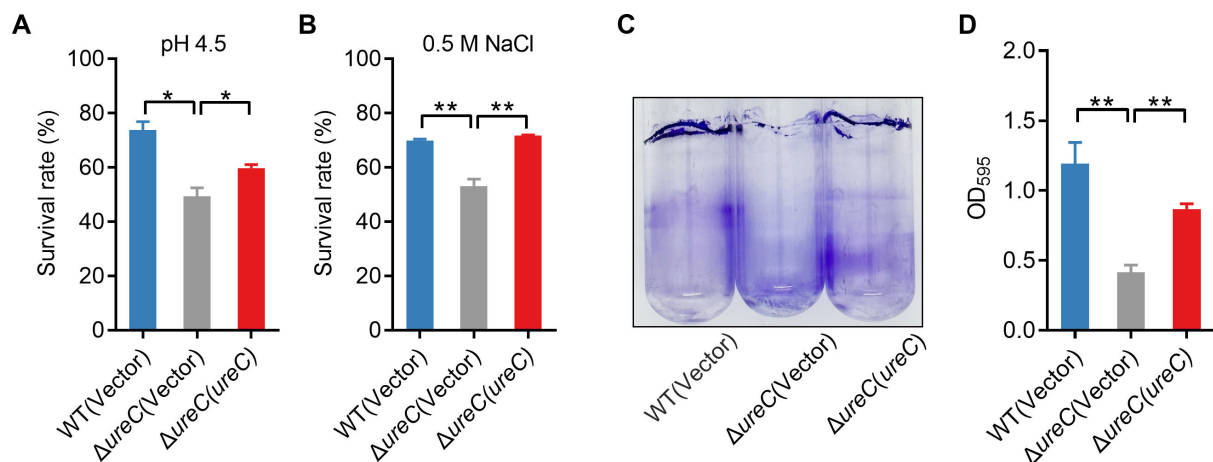 A
pH 4.5
Survival rate (%)
100
80
60
40
20
0
*
*
WT(Vector)
ΔureC(Vector)
ΔureC(ureC)
B
0.5 M NaCl
Survival rate (%)
100
80
60
40
20
0
**
**
WT(Vector)
ΔureC(Vector)
ΔureC(ureC)
C
WT(Vector)
ΔureC(Vector)
ΔureC(ureC)
D
OD595
2.0
1.5
1.0
0.5
0.0
**
**
WT(Vector)
ΔureC(Vector)
ΔureC(ureC)